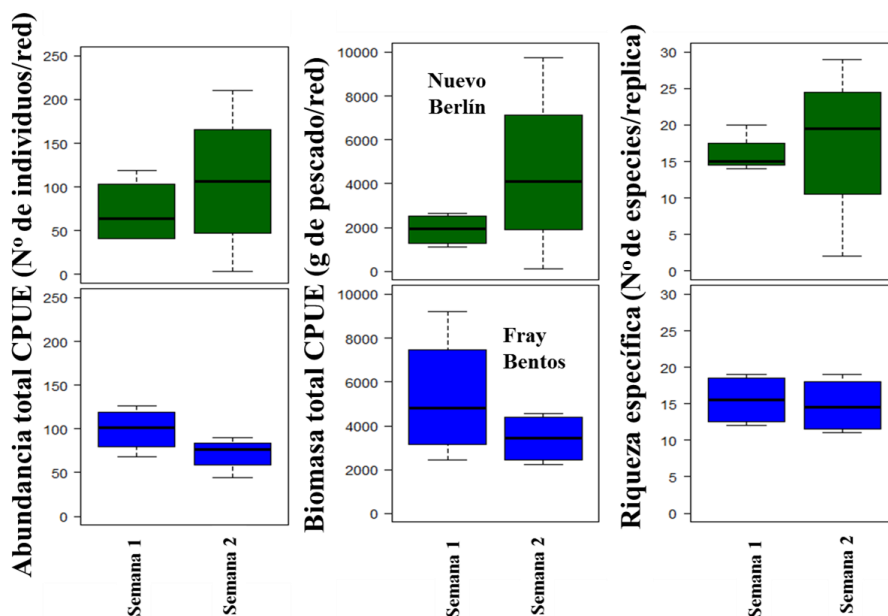 Abundancia total CPUE (Nº de individuos/red)
250
200
150
100
50
0
250
200
150
100
50
0
Semana 1
Semana 2
Biomasa total CPUE (g de pescado/red)
10000
8000
6000
4000
2000
0
Nuevo
Berlín
10000
8000
6000
4000
2000
0
Fray
Bentos
Semana 1
Semana 2
Riqueza específica (Nº de especies/replica)
30
25
20
15
10
5
0
30
25
20
15
10
5
0
Semana 1
Semana 2